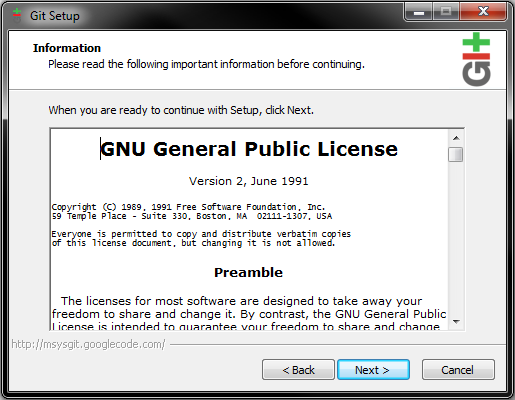 Git Setup
Information
Please read the following important information before continuing.
git
When you are ready to continue with Setup, click Next.
GNU General Public License
Version 2, June 1991
Copyright (C) 1989, 1991 Free Software Foundation, Inc.
59 Temple Place - Suite 330, Boston, MA  02111-1307, USA
Everyone is permitted to copy and distribute verbatim copies
of this license document, but changing it is not allowed.
Preamble
The licenses for most software are designed to take away your
freedom to share and change it. By contrast, the GNU General Public
License is intended to guarantee your freedom to share and change
http://msysgit.googlecode.com/
< Back
Next >
Cancel